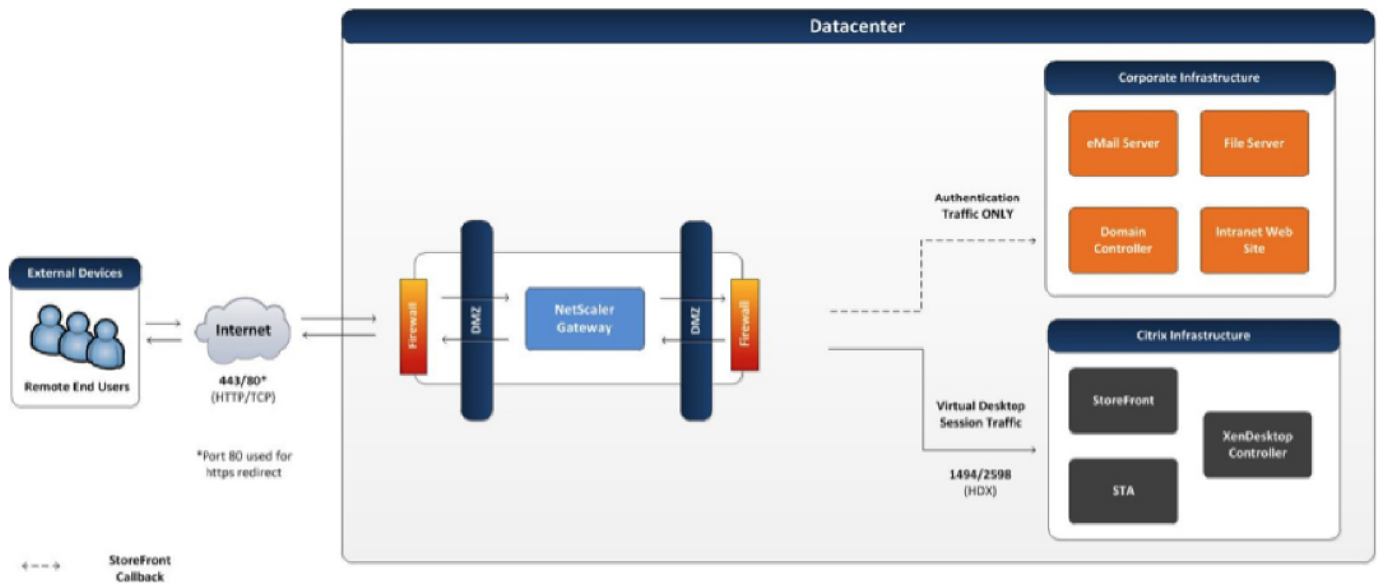 Datacenter
Corporate Infrastructure
eMail Server
File Server
Domain
Controller
Intranet Web
Site
Authentication
Traffic ONLY
External Devices
Remote End Users
Internet
443/80*
(HTTP/TCP)
*Port 80 used for
https redirect
Firewall
DMZ
NetScaler
Gateway
DMZ
Firewall
Virtual Desktop
Session Traffic
1494/2598
(HDX)
Citrix Infrastructure
StoreFront
XenDesktop
Controller
STA
StoreFront
Callback